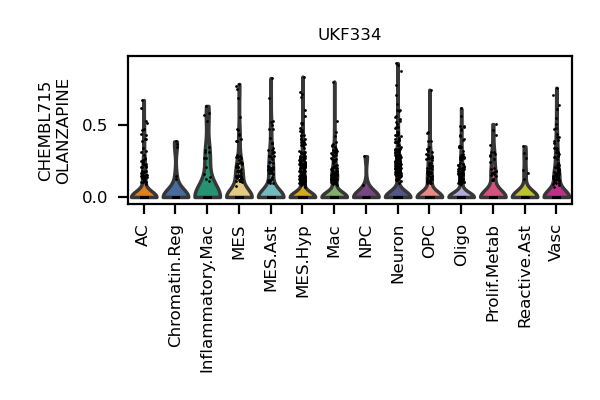 UKF334
CHEMBL715
OLANZAPINE
0.5
0.0
AC
Chromatin.Reg
Inflammatory.Mac
MES
MES.Ast
MES.Hyp
Mac
NPC
Neuron
OPC
Oligo
Prolif.Metab
Reactive.Ast
Vasc